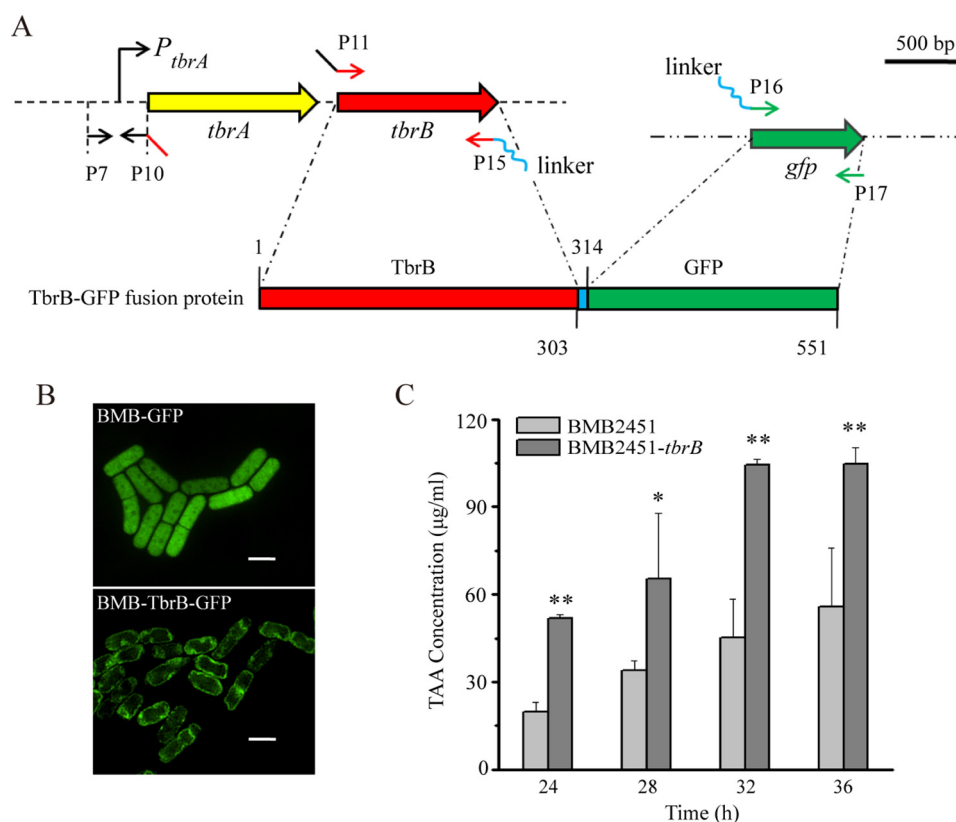 A
P tbrA
P11
500 bp
linker
P16
tbrA
tbrB
gfp
P7
P10
P15
linker
P17
1
314
TbrB
GFP
TbrB-GFP fusion protein
303
551
B
BMB-GFP
BMB-TbrB-GFP
C
BMB2451
BMB2451-tbrB
TAA Concentration (µg/ml)
120
90
60
30
0
**
*
**
**
24
28
32
36
Time (h)